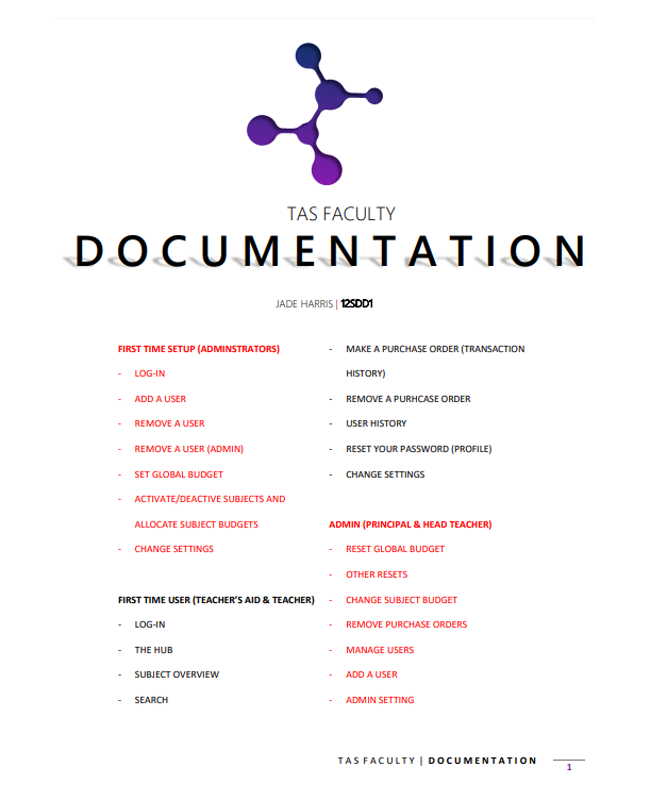 TAS FACULTY
DOCUMENTATION
JADE HARRIS | 12SDD1
FIRST TIME SETUP (ADMINSTRATORS)
- LOG-IN
- ADD A USER
- REMOVE A USER
- REMOVE A USER (ADMIN)
- SET GLOBAL BUDGET
- ACTIVATE/DEACTIVE SUBJECTS AND
ALLOCATE SUBJECT BUDGETS
- CHANGE SETTINGS
FIRST TIME USER (TEACHER'S AID & TEACHER)
- LOG-IN
- THE HUB
- SUBJECT OVERVIEW
- SEARCH
- MAKE A PURCHASE ORDER (TRANSACTION
HISTORY)
- REMOVE A PURHCASE ORDER
- USER HISTORY
- RESET YOUR PASSWORD (PROFILE)
- CHANGE SETTINGS
ADMIN (PRINCIPAL & HEAD TEACHER)
- RESET GLOBAL BUDGET
- OTHER RESETS
- CHANGE SUBJECT BUDGET
- REMOVE PURCHASE ORDERS
- MANAGE USERS
- ADD A USER
- ADMIN SETTING
TAS FACULTY | DOCUMENTATION
1